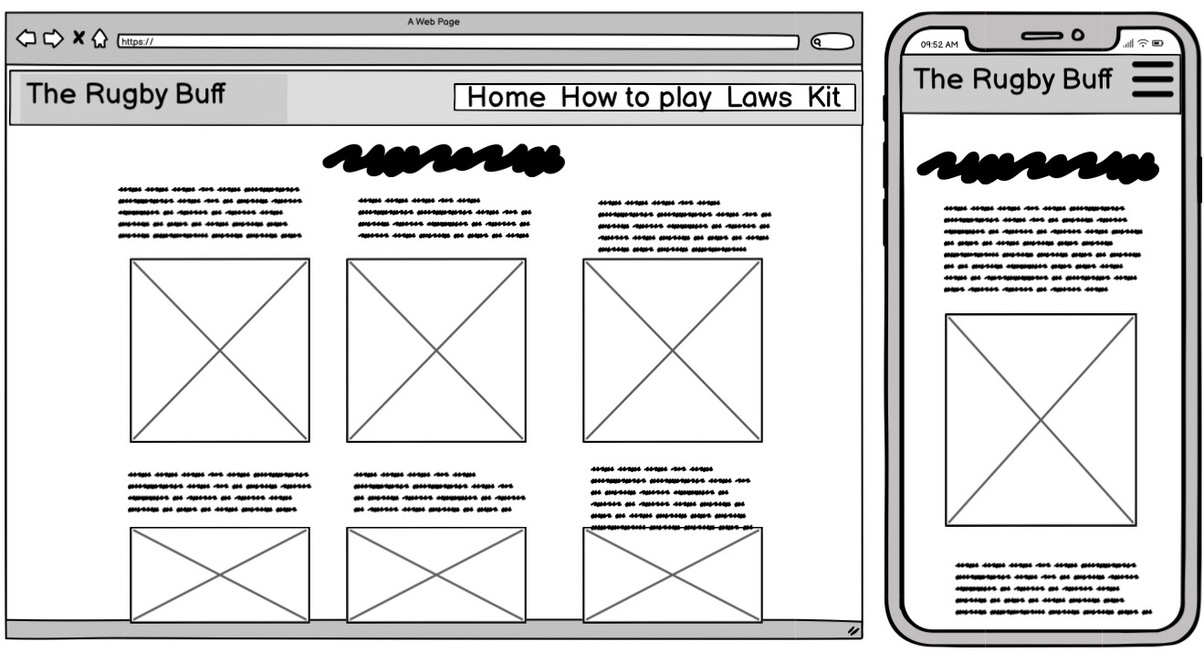 A Web Page
https://
The Rugby Buff
Home How to play Laws Kit
09:52 AM
The Rugby Buff